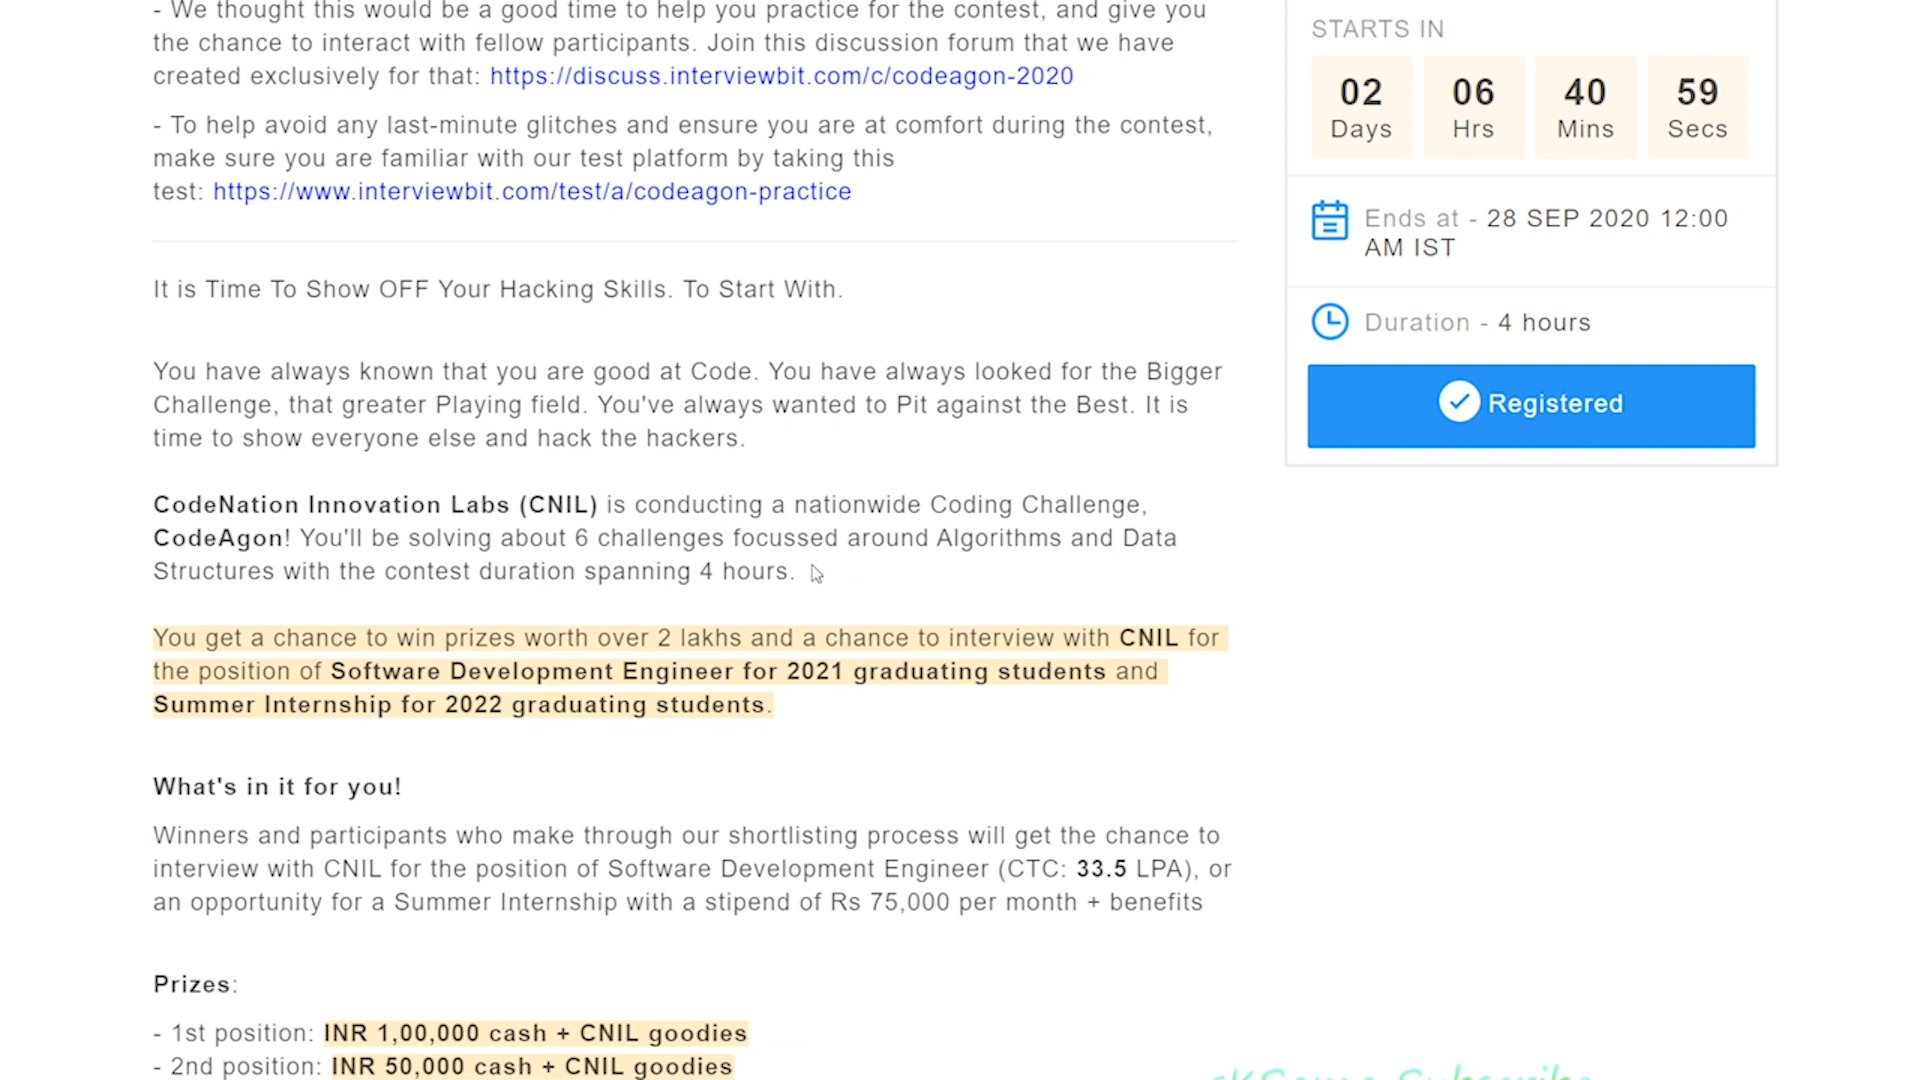 - We thought this would be a good time to help you practice for the contest, and give you
the chance to interact with fellow participants. Join this discussion forum that we have
created exclusively for that: https://discuss.interviewbit.com/c/codeagon-2020
- To help avoid any last-minute glitches and ensure you are at comfort during the contest,
make sure you are familiar with our test platform by taking this
test: https://www.interviewbit.com/test/a/codeagon-practice
It is Time To Show OFF Your Hacking Skills. To Start With.
You have always known that you are good at Code. You have always looked for the Bigger
Challenge, that greater Playing field. You've always wanted to Pit against the Best. It is
time to show everyone else and hack the hackers.
CodeNation Innovation Labs (CNIL) is conducting a nationwide Coding Challenge,
CodeAgon! You'll be solving about 6 challenges focussed around Algorithms and Data
Structures with the contest duration spanning 4 hours.
You get a chance to win prizes worth over 2 lakhs and a chance to interview with CNIL for
the position of Software Development Engineer for 2021 graduating students and
Summer Internship for 2022 graduating students.
What's in it for you!
Winners and participants who make through our shortlisting process will get the chance to
interview with CNIL for the position of Software Development Engineer (CTC: 33.5 LPA), or
an opportunity for a Summer Internship with a stipend of Rs 75,000 per month + benefits
Prizes:
- 1st position: INR 1,00,000 cash + CNIL goodies
- 2nd position: INR 50,000 cash + CNIL goodies
STARTS IN
02 06 40 59
Days Hrs Mins Secs
Ends at - 28 SEP 2020 12:00
AM IST
Duration - 4 hours
Registered